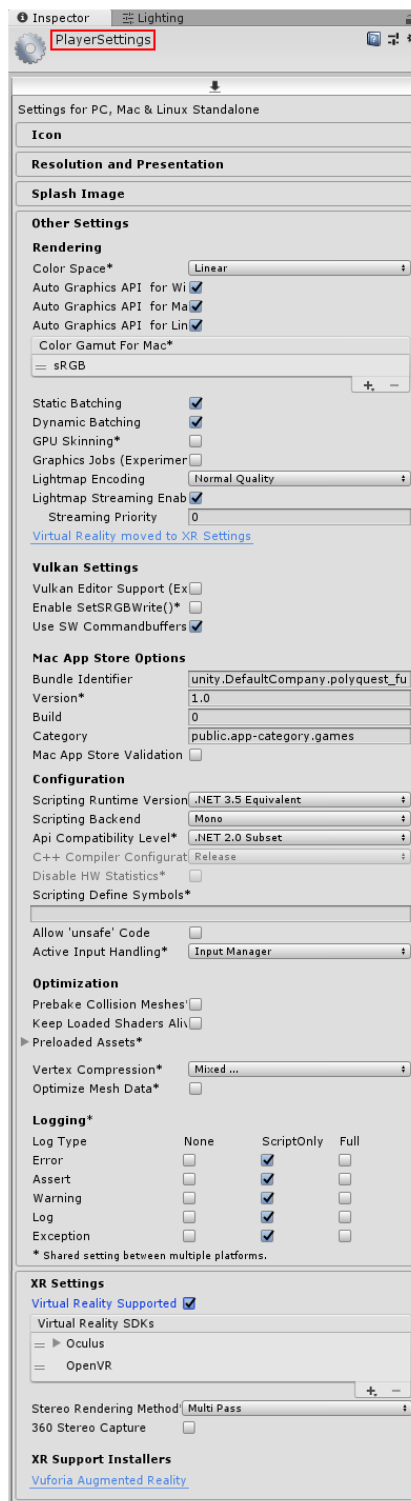 Inspector Lighting
PlayerSettings
Settings for PC, Mac & Linux Standalone
Icon
Resolution and Presentation
Splash Image
Other Settings
Rendering
Color Space* Linear
Auto Graphics API for Wi
Auto Graphics API for Ma
Auto Graphics API for Lin
Color Gamut For Mac*
sRGB
Static Batching
Dynamic Batching
GPU Skinning*
Graphics Jobs (Experimer
Lightmap Encoding Normal Quality
Lightmap Streaming Enab
Streaming Priority 0
Virtual Reality moved to XR Settings
Vulkan Settings
Vulkan Editor Support (Ex
Enable SetSRGBWrite()*
Use SW Commandbuffers
Mac App Store Options
Bundle Identifier unity.DefaultCompany.polyquest_fu
Version* 1.0
Build 0
Category public.app-category.games
Mac App Store Validation
Configuration
Scripting Runtime Version .NET 3.5 Equivalent
Scripting Backend Mono
Api Compatibility Level* .NET 2.0 Subset
C++ Compiler Configurat Release
Disable HW Statistics*
Scripting Define Symbols*
Allow 'unsafe' Code
Active Input Handling* Input Manager
Optimization
Prebake Collision Meshes*
Keep Loaded Shaders Aliv
Preloaded Assets*
Vertex Compression* Mixed ...
Optimize Mesh Data*
Logging*
Log Type None ScriptOnly Full
Error
Assert
Warning
Log
Exception
* Shared setting between multiple platforms.
XR Settings
Virtual Reality Supported
Virtual Reality SDKs
Oculus
OpenVR
Stereo Rendering Method* Multi Pass
360 Stereo Capture
XR Support Installers
Vuforia Augmented Reality